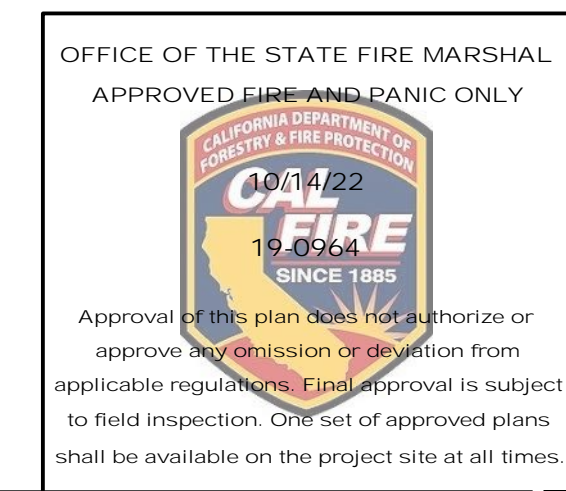 OFFICE OF THE STATE FIRE MARSHAL
APPROVED FIRE AND PANIC ONLY
CALIFORNIA DEPARTMENT OF
FORESTRY & FIRE PROTECTION
CAL
10/14/22
FIRE
19-0964
SINCE 1885
Approval of this plan does not authorize or
approve any omission or deviation from
applicable regulations. Final approval is subject
to field inspection. One set of approved plans
shall be available on the project site at all times.